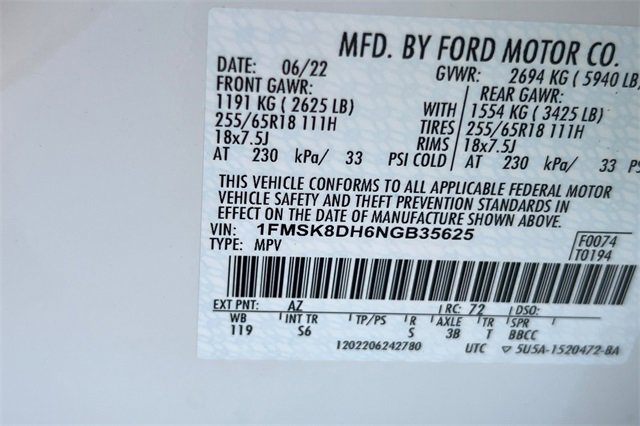 MFD. BY FORD MOTOR CO.
DATE: 06/22 GVWR: 2694 KG ( 5940 LB
FRONT GAWR: REAR GAWR:
1191 KG ( 2625 LB) WITH 1554 KG ( 3425 LB)
255/65R18 111H TIRES 255/65R18 111H
18x7.5J RIMS 18x7.5J
AT 230 kPa/ 33 PSI COLD AT 230 kPa/ 33 PS
THIS VEHICLE CONFORMS TO ALL APPLICABLE FEDERAL MOTOR
VEHICLE SAFETY AND THEFT PREVENTION STANDARDS IN
EFFECT ON THE DATE OF MANUFACTURE SHOWN ABOVE.
VIN: 1FMSK8DH6NGB35625 F0074
TYPE: MPV T0194
EXT PNT: AZ RC: 72 DSO:
WB INT TR TP/PS R AXLE TR SPR
119 S6 S 3B T BBCC
1202206242780 UTC ▽ 5U5A-1520472-BA